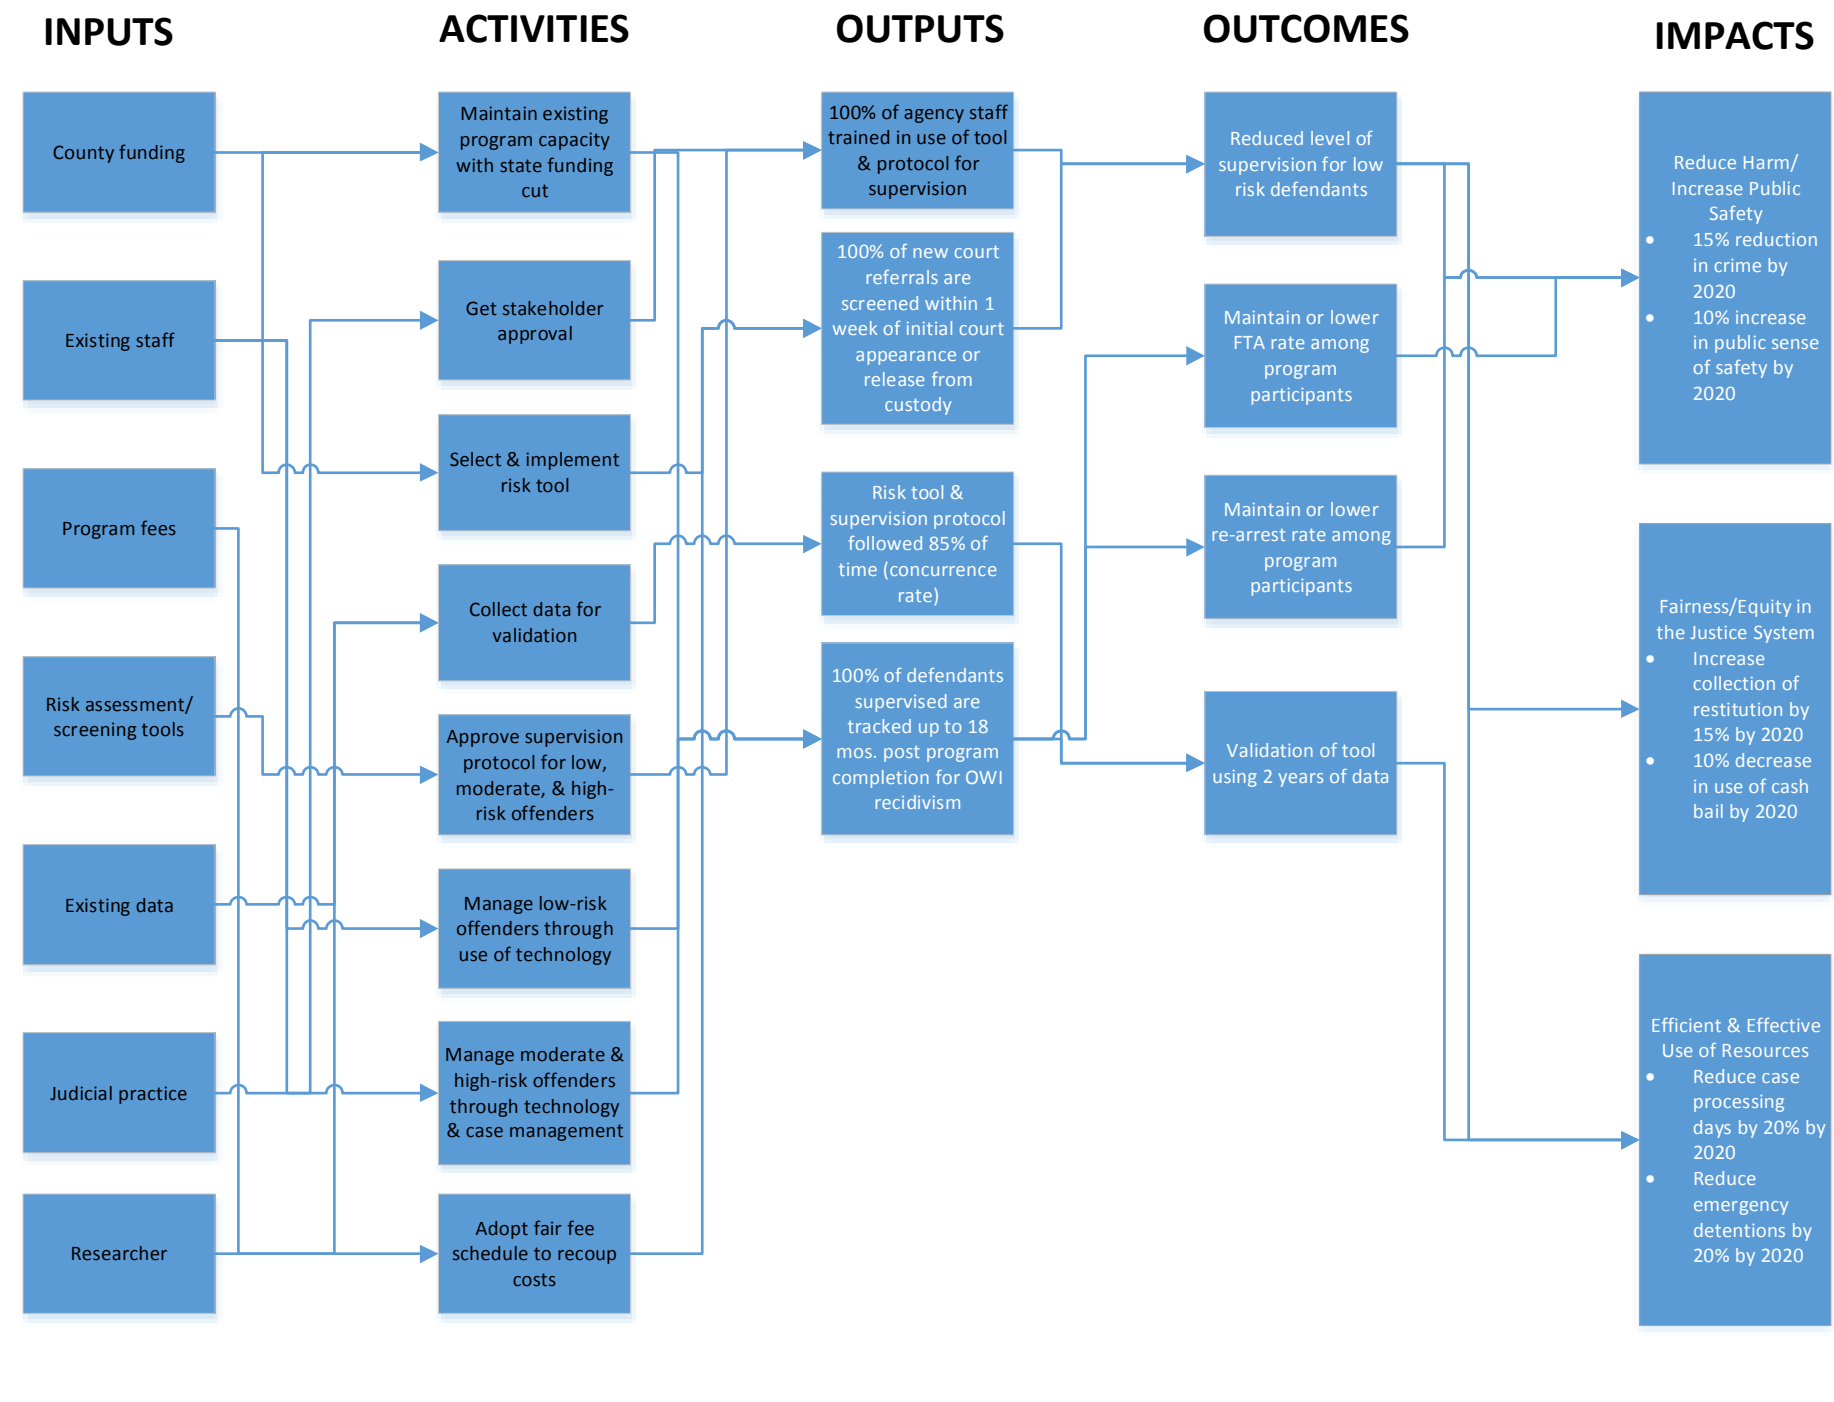 INPUTS
ACTIVITIES
OUTPUTS
OUTCOMES
IMPACTS
County funding
Existing staff
Program fees
Risk assessment/
screening tools
Existing data
Judicial practice
Researcher
Maintain existing
program capacity
with state funding
cut
Get stakeholder
approval
Select & implement
risk tool
Collect data for
validation
Approve supervision
protocol for low,
moderate, & high-
risk offenders
Manage low-risk
offenders through
use of technology
Manage moderate &
high-risk offenders
through technology
& case management
Adopt fair fee
schedule to recoup
costs
100% of agency staff
trained in use of tool
& protocol for
supervision
100% of new court
referrals are
screened within 1
week of initial court
appearance or
release from
custody
Risk tool &
supervision protocol
followed 85% of
time (concurrence
rate)
100% of defendants
supervised are
tracked up to 18
mos. post program
completion for OWI
recidivism
Reduced level of
supervision for low
risk defendants
Maintain or lower
FTA rate among
program
participants
Maintain or lower
re-arrest rate among
program
participants
Validation of tool
using 2 years of data
Reduce Harm/
Increase Public
Safety
• 15% reduction
in crime by
2020
• 10% increase
in public sense
of safety by
2020
Fairness/Equity in
the Justice System
• Increase
collection of
restitution by
15% by 2020
• 10% decrease
in use of cash
bail by 2020
Efficient & Effective
Use of Resources
• Reduce case
processing
days by 20% by
2020
• Reduce
emergency
detentions by
20% by 2020